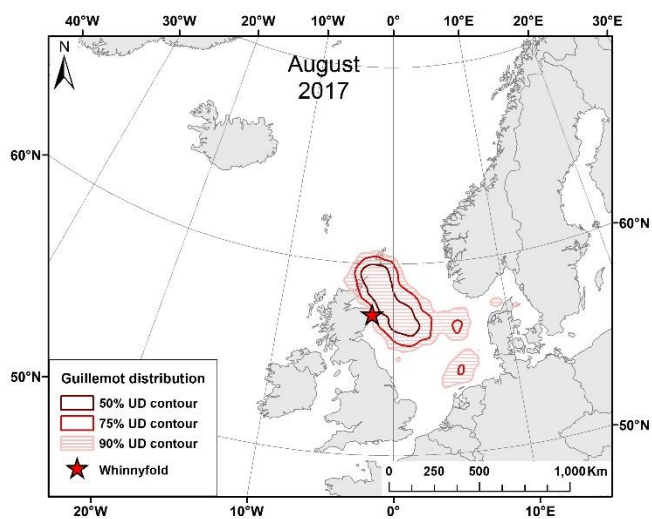 40°W 30°W 20°W 10°W 0° 10°E 20°E 30°E
N
August
2017
60°N
60°N
50°N
50°N
Guillemot distribution
50% UD contour
75% UD contour
90% UD contour
Whinnyfold
0 250 500 1,000 Km
20°W 10°W 0° 10°E